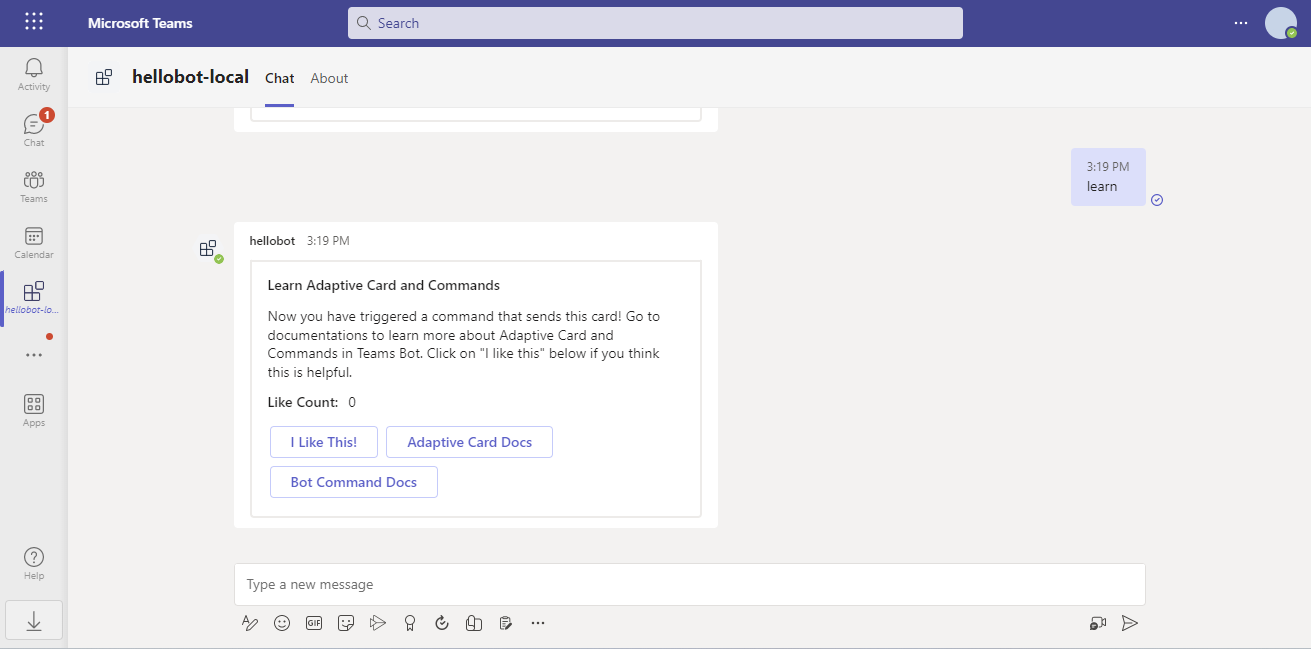 Microsoft Teams
Search
Activity
1
Chat
Teams
Calendar
hellobot-lo...
Apps
Help
hellobot-local
Chat
About
3:19 PM
learn
hellobot 3:19 PM
Learn Adaptive Card and Commands
Now you have triggered a command that sends this card! Go to
documentations to learn more about Adaptive Card and
Commands in Teams Bot. Click on "I like this" below if you think
this is helpful.
Like Count: 0
I Like This!
Adaptive Card Docs
Bot Command Docs
Type a new message
GIF